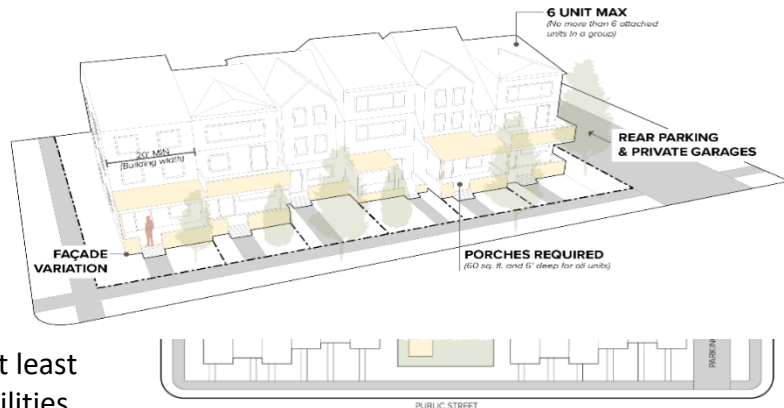 6 UNIT MAX
(No more than 6 attached
units in a group)
20' MIN
(Building width)
REAR PARKING
& PRIVATE GARAGES
FAÇADE
VARIATION
PORCHES REQUIRED
(60 sq. ft. and 6' deep for all units)
t least
ilities
PARKING
PUBLIC STREET